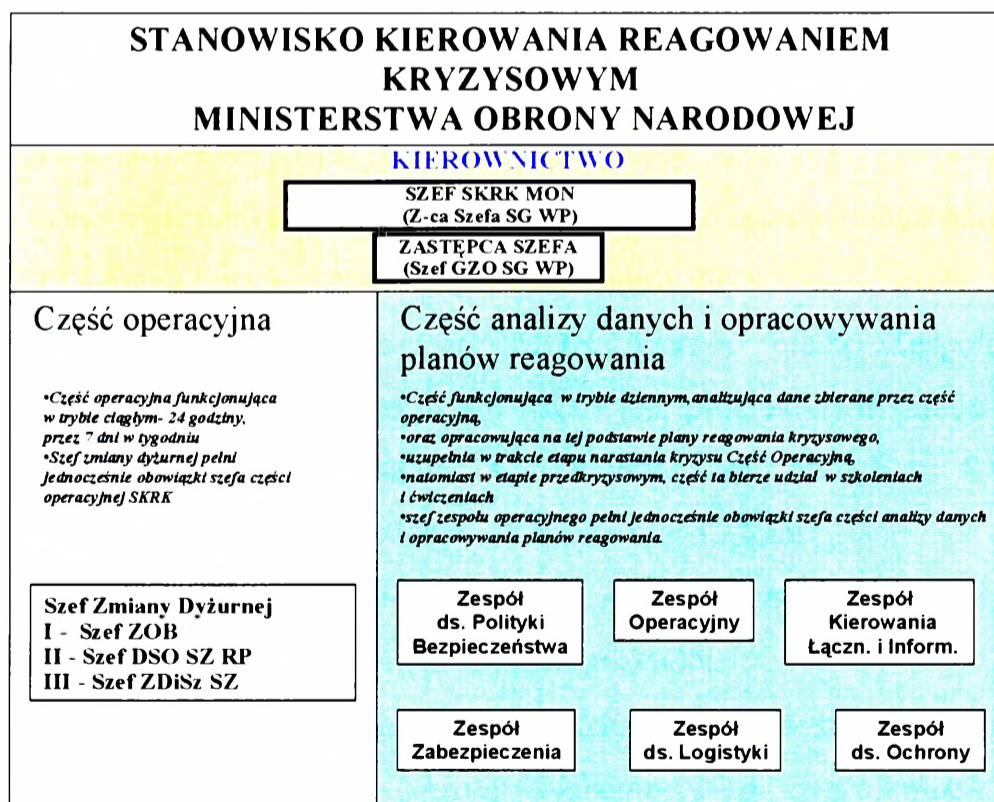 STANOWISKO KIEROWANIA REAGOWANIEM
KRYZYSOWYM
MINISTERSTWA OBRONY NARODOWEJ
KIEROWNICTWO
SZEF SKRK MON
(Z-ca Szefa SG WP)
ZASTĘPCA SZEFA
(Szef GZO SG WP)
Część operacyjna
•Część operacyjna funkcjonująca
w trybie ciągłym- 24 godziny,
przez 7 dni w tygodniu
•Szef zmiany dyżurnej pełni
jednocześnie obowiązki szefa części
operacyjnej SKRK
Szef Zmiany Dyżurnej
I - Szef ZOB
II - Szef DSO SZ RP
III - Szef ZDiSz SZ
Część analizy danych i opracowywania
planów reagowania
•Część funkcjonująca w trybie dziennym,analizująca dane zbierane przez część
operacyjną,
•oraz opracowująca na tej podstawie plany reagowania kryzysowego,
•uzupełnia w trakcie etapu narastania kryzysu Część Operacyjną,
•natomiast w etapie przedkryzysowym, część ta bierze udział w szkoleniach
i ćwiczeniach
•szef zespołu operacyjnego pełni jednocześnie obowiązki szefa części analizy danych
i opracowywania planów reagowania.
Zespół
ds. Polityki
Bezpieczeństwa
Zespół
Operacyjny
Zespół
Kierowania
Łączn. i Inform.
Zespół
Zabezpieczenia
Zespół
ds. Logistyki
Zespół
ds. Ochrony